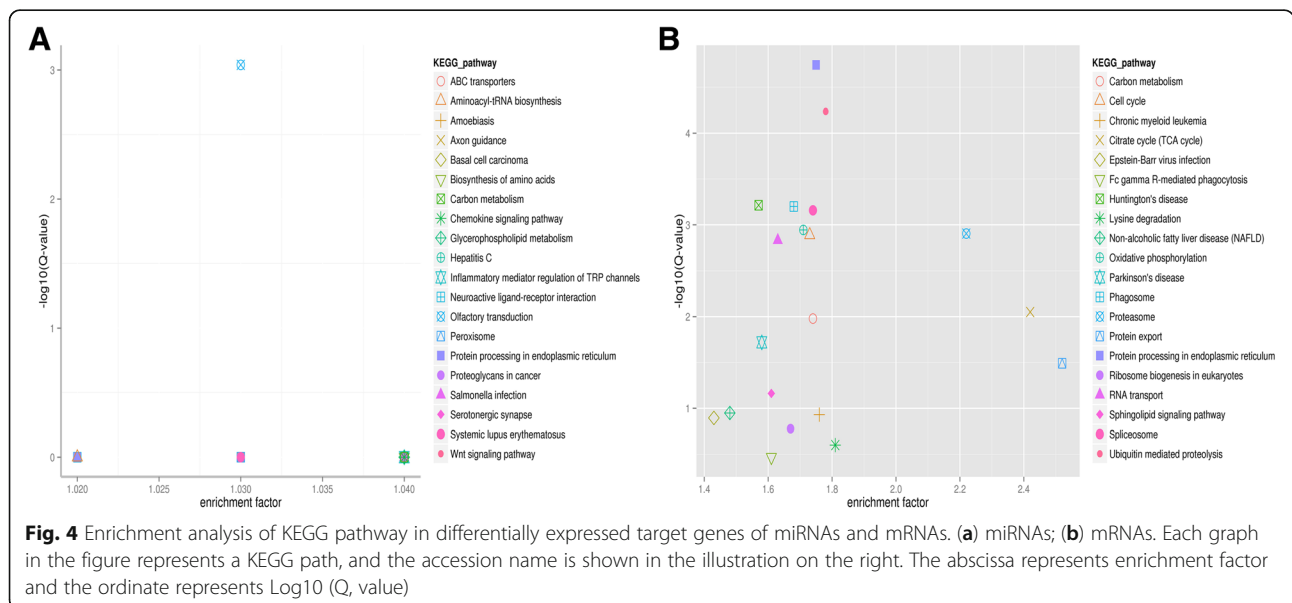 A
-log10(Q-value)
3
2
1
0
1.020
1.025
1.030
1.035
1.040
enrichment factor
KEGG_pathway
ABC transporters
Aminoacyl-tRNA biosynthesis
Amoebiasis
Axon guidance
Basal cell carcinoma
Biosynthesis of amino acids
Carbon metabolism
Chemokine signaling pathway
Glycerophospholipid metabolism
Hepatitis C
Inflammatory mediator regulation of TRP channels
Neuroactive ligand-receptor interaction
Olfactory transduction
Peroxisome
Protein processing in endoplasmic reticulum
Proteoglycans in cancer
Salmonella infection
Serotonergic synapse
Systemic lupus erythematosus
Wnt signaling pathway
B
-log10(Q-value)
4
3
2
1
1.4
1.6
1.8
2.0
2.2
2.4
enrichment factor
KEGG_pathway
Carbon metabolism
Cell cycle
Chronic myeloid leukemia
Citrate cycle (TCA cycle)
Epstein-Barr virus infection
Fc gamma R-mediated phagocytosis
Huntington's disease
Lysine degradation
Non-alcoholic fatty liver disease (NAFLD)
Oxidative phosphorylation
Parkinson's disease
Phagosome
Proteasome
Protein export
Protein processing in endoplasmic reticulum
Ribosome biogenesis in eukaryotes
RNA transport
Sphingolipid signaling pathway
Spliceosome
Ubiquitin mediated proteolysis
Fig. 4 Enrichment analysis of KEGG pathway in differentially expressed target genes of miRNAs and mRNAs. (a) miRNAs; (b) mRNAs. Each graph
in the figure represents a KEGG path, and the accession name is shown in the illustration on the right. The abscissa represents enrichment factor
and the ordinate represents Log10 (Q, value)